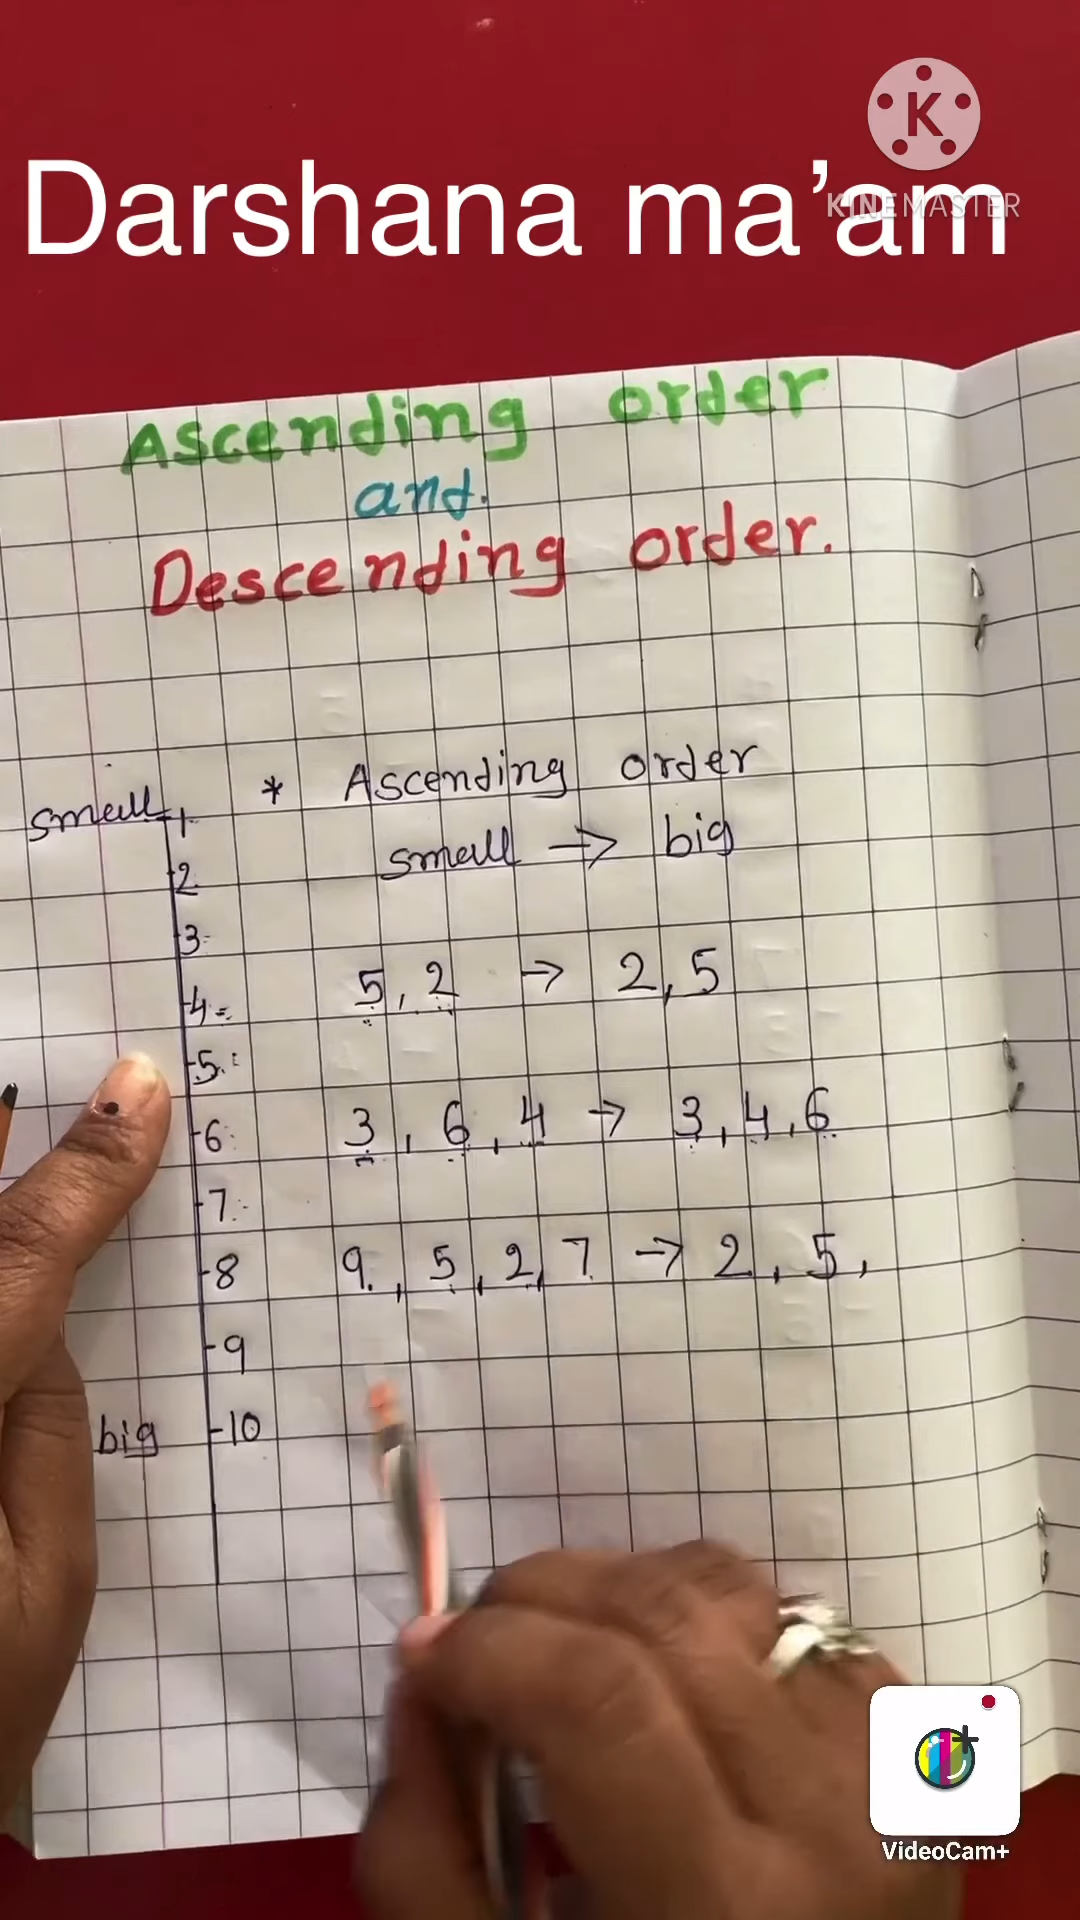 K
KINEMASTER
Darshana ma’am
Ascending order
and.
Descending order.
* Ascending order
small → big
small 1
2
3
4
5
6
7
8
9
big 10
5, 2 → 2, 5
3, 6, 4 → 3, 4, 6
9, 5, 2, 7 → 2, 5,
VideoCam+